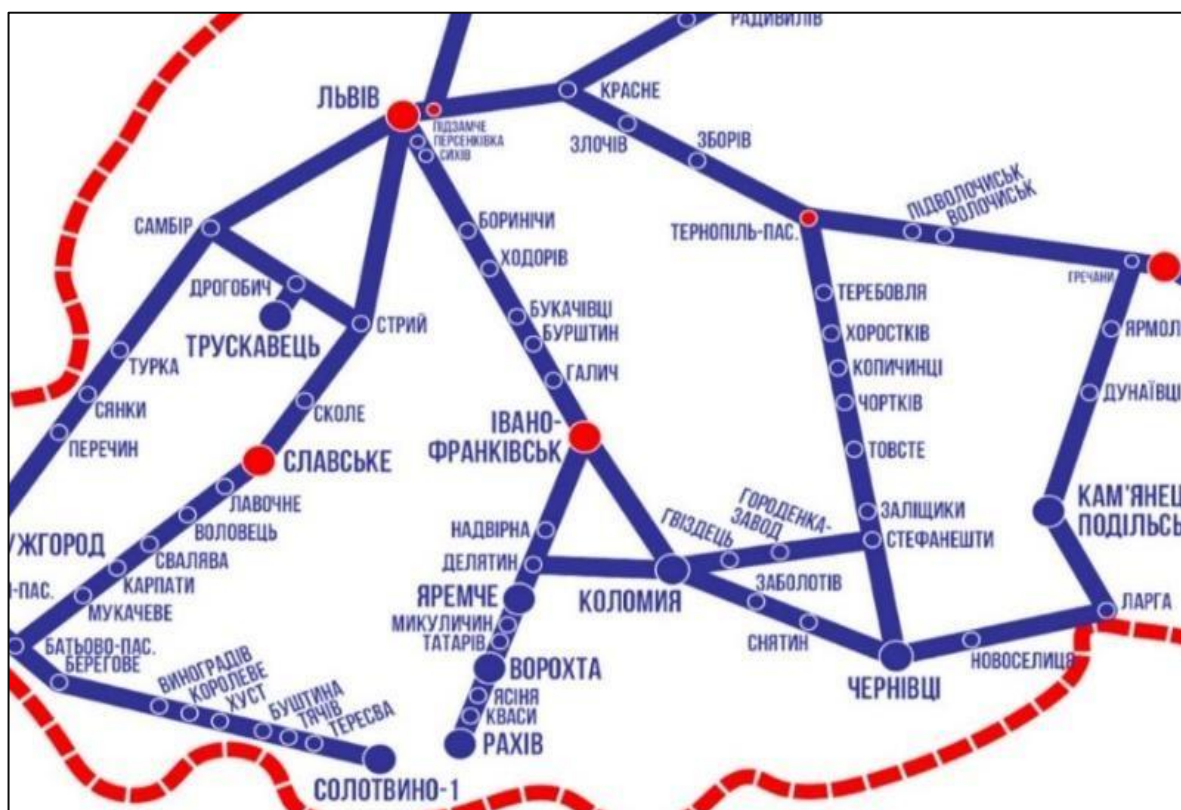 РАДИВИЛІВ
ЛЬВІВ
КРАСНЕ
ПІДЗАМЧЕ
ПЕРСЕНКІВКА
СИХІВ
ЗЛОЧІВ
ЗБОРІВ
САМБІР
БОРИНІЧИ
ТЕРНОПІЛЬ-ПАС.
ПІДВОЛОЧИСЬК
ВОЛОЧИСЬК
ХОДОРІВ
ГРЕЧАНИ
ДРОГОБИЧ
ТРУСКАВЕЦЬ
СТРИЙ
БУКАЧІВЦІ
БУРШТИН
ТЕРЕБОВЛЯ
ХОРОСТКІВ
ЯРМОЛ
ТУРКА
ГАЛИЧ
КОПИЧИНЦІ
СЯНКИ
СКОЛЕ
ЧОРТКІВ
ДУНАЇВЦІ
ПЕРЕЧИН
СЛАВСЬКЕ
ІВАНО-
ФРАНКІВСЬК
ТОВСТЕ
ЛАВОЧНЕ
ВОЛОВЕЦЬ
КАМ'ЯНЕЦ
ПОДІЛЬСЬ
УЖГОРОД
СВАЛЯВА
НАДВІРНА
ГВІЗДЕЦЬ
ГОРОДЕНКА-
ЗАВОД
ЗАЛІЩИКИ
СТЕФАНЕШТИ
КАРПАТИ
ДЕЛЯТИН
-ПАС.
МУКАЧЕВЕ
ЯРЕМЧЕ
КОЛОМИЯ
ЗАБОЛОТІВ
ЛАРГА
МИКУЛИЧИН
ТАТАРІВ
СНЯТИН
БАТЬОВО-ПАС.
БЕРЕГОВЕ
ВОРОХТА
НОВОСЕЛИЦЯ
ВИНОГРАДІВ
КОРОЛЕВЕ
ХУСТ
БУШТИНА
ТЯЧІВ
ТЕРЕСВА
ЯСІНЯ
КВАСИ
ЧЕРНІВЦІ
РАХІВ
СОЛОТВИНО-1